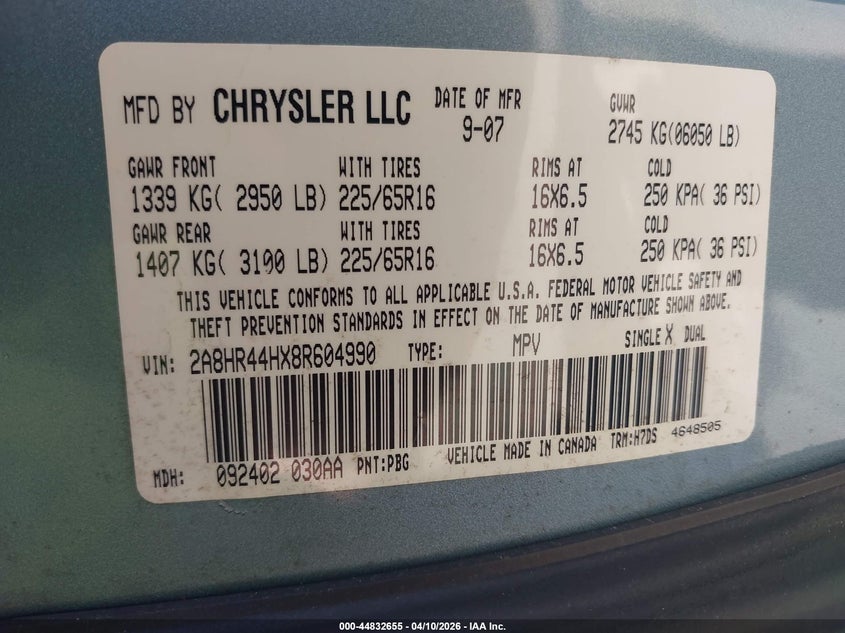 MFD BY CHRYSLER LLC DATE OF MFR 9-07 GVWR 2745 KG(06050 LB)
GAWR FRONT WITH TIRES RIMS AT COLD
1339 KG( 2950 LB) 225/65R16 16X6.5 250 KPA( 36 PSI)
GAWR REAR WITH TIRES RIMS AT COLD
1407 KG( 3100 LB) 225/65R16 16X6.5 250 KPA( 36 PSI)
THIS VEHICLE CONFORMS TO ALL APPLICABLE U.S.A. FEDERAL MOTOR VEHICLE SAFETY AND
THEFT PREVENTION STANDARDS IN EFFECT ON THE DATE OF MANUFACTURE SHOWN ABOVE.
VIN: 2A8HR44HX8R604990 TYPE: MPV SINGLE X DUAL
MDH: 092402 030AA PNT:PBG VEHICLE MADE IN CANADA TRM:H7DS 4648505
000-44832655 - 04/10/2026 - IAA Inc.